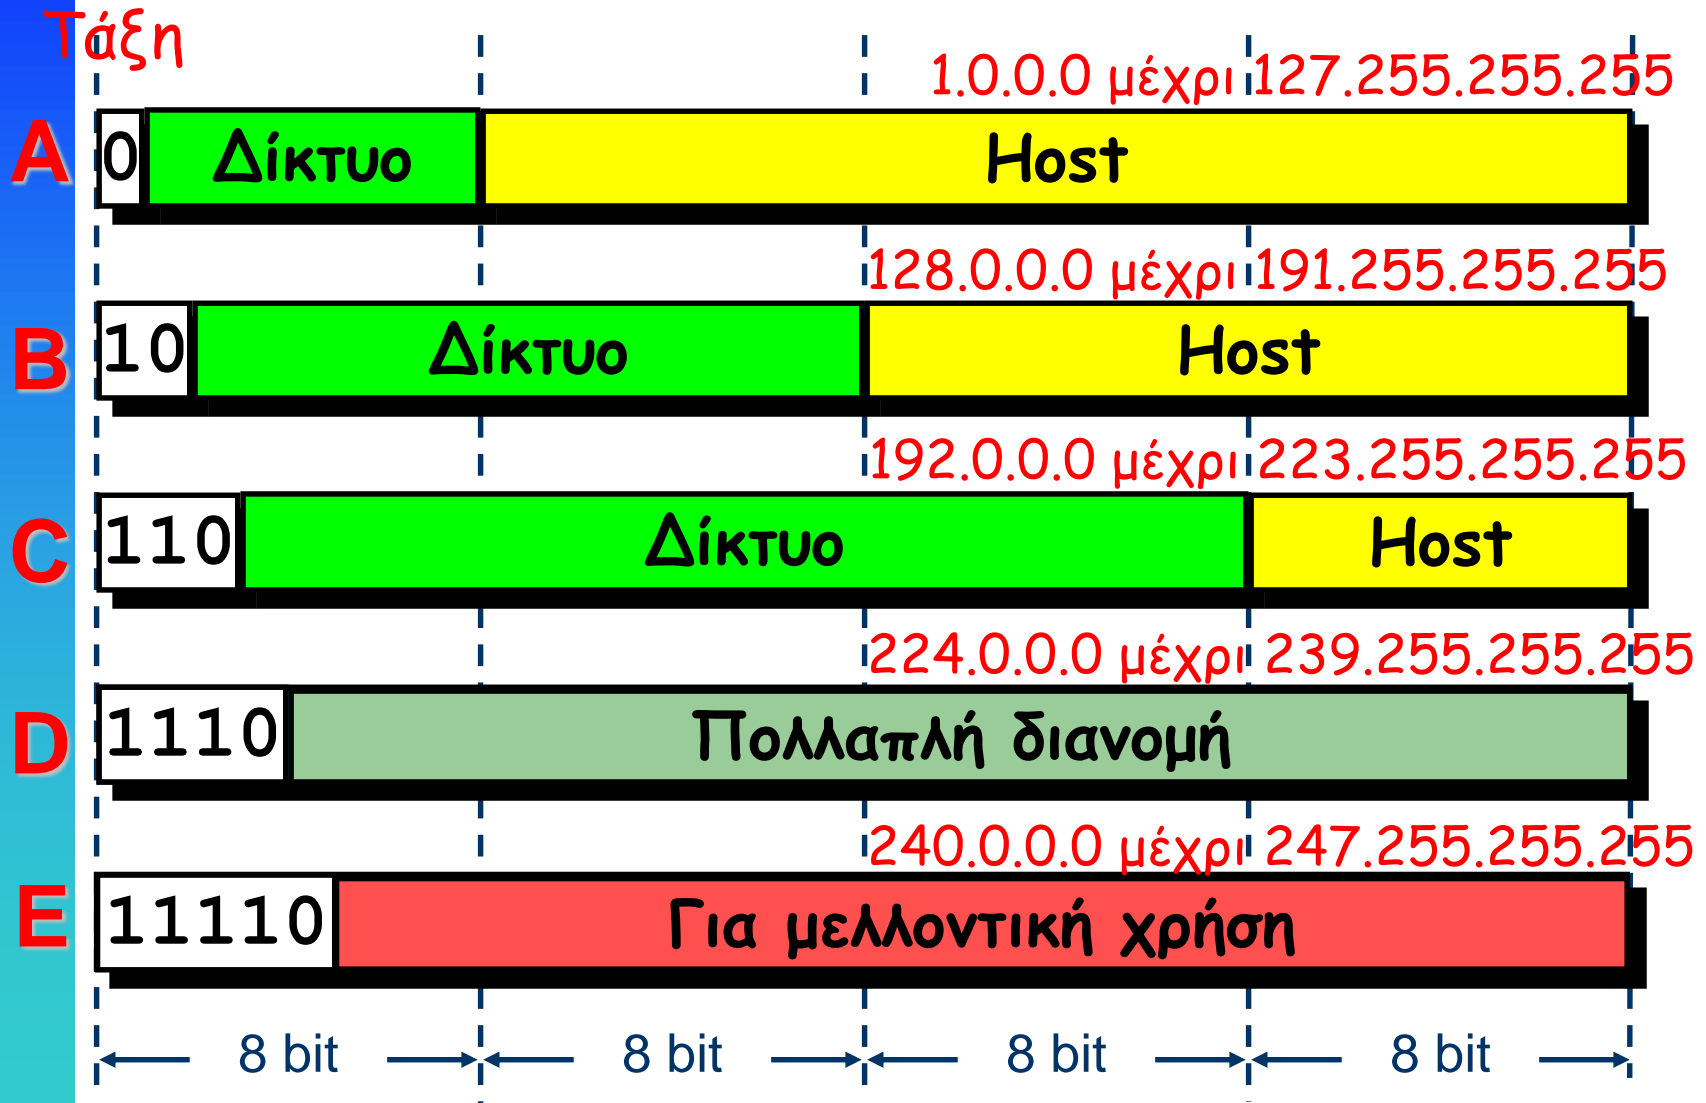 Τάξη
1.0.0.0 μέχρι 127.255.255.255
A 0 Δίκτυο Host
128.0.0.0 μέχρι 191.255.255.255
B 10 Δίκτυο Host
192.0.0.0 μέχρι 223.255.255.255
C 110 Δίκτυο Host
224.0.0.0 μέχρι 239.255.255.255
D 1110 Πολλαπλή διανομή
240.0.0.0 μέχρι 247.255.255.255
E 11110 Για μελλοντική χρήση
8 bit 8 bit 8 bit 8 bit